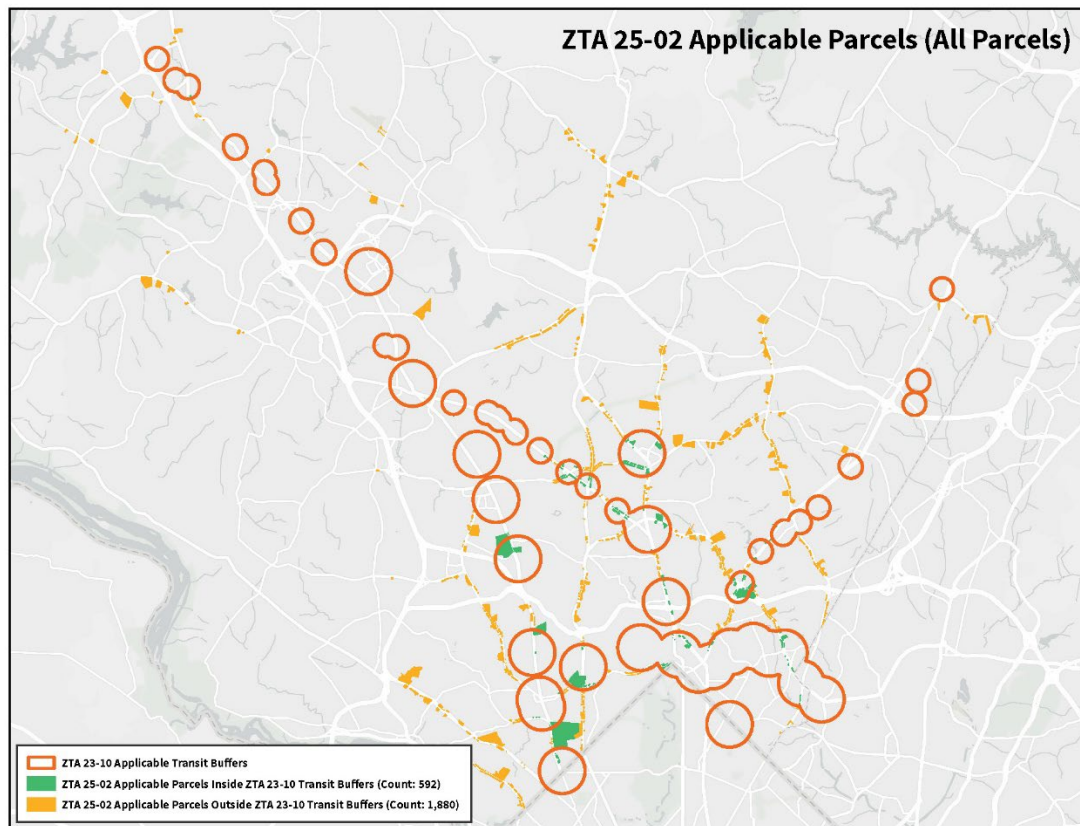 ZTA 25-02 Applicable Parcels (All Parcels)
ZTA 23-10 Applicable Transit Buffers
ZTA 25-02 Applicable Parcels Inside ZTA 23-10 Transit Buffers (Count: 592)
ZTA 25-02 Applicable Parcels Outside ZTA 23-10 Transit Buffers (Count: 1,880)